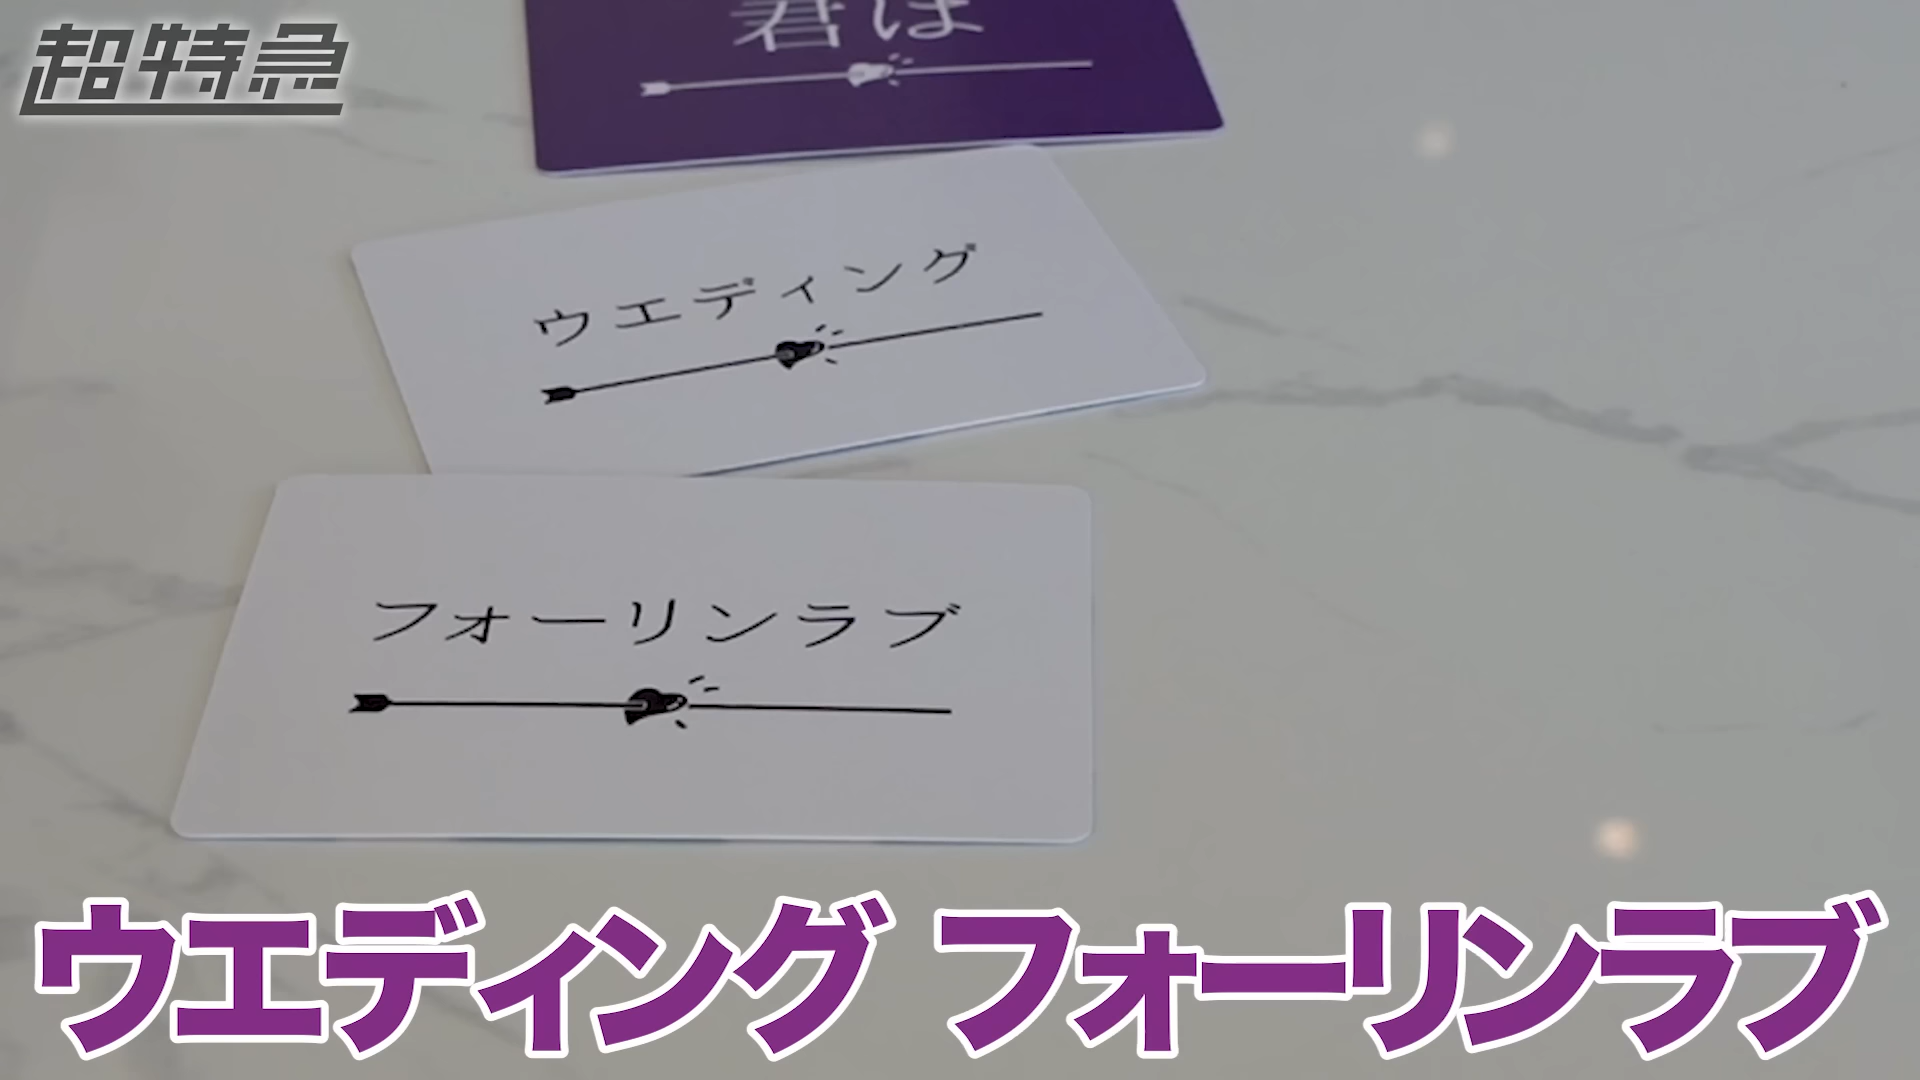 超特急
君は
ウエディング
フォーリンラブ
ウエディング フォーリンラブ